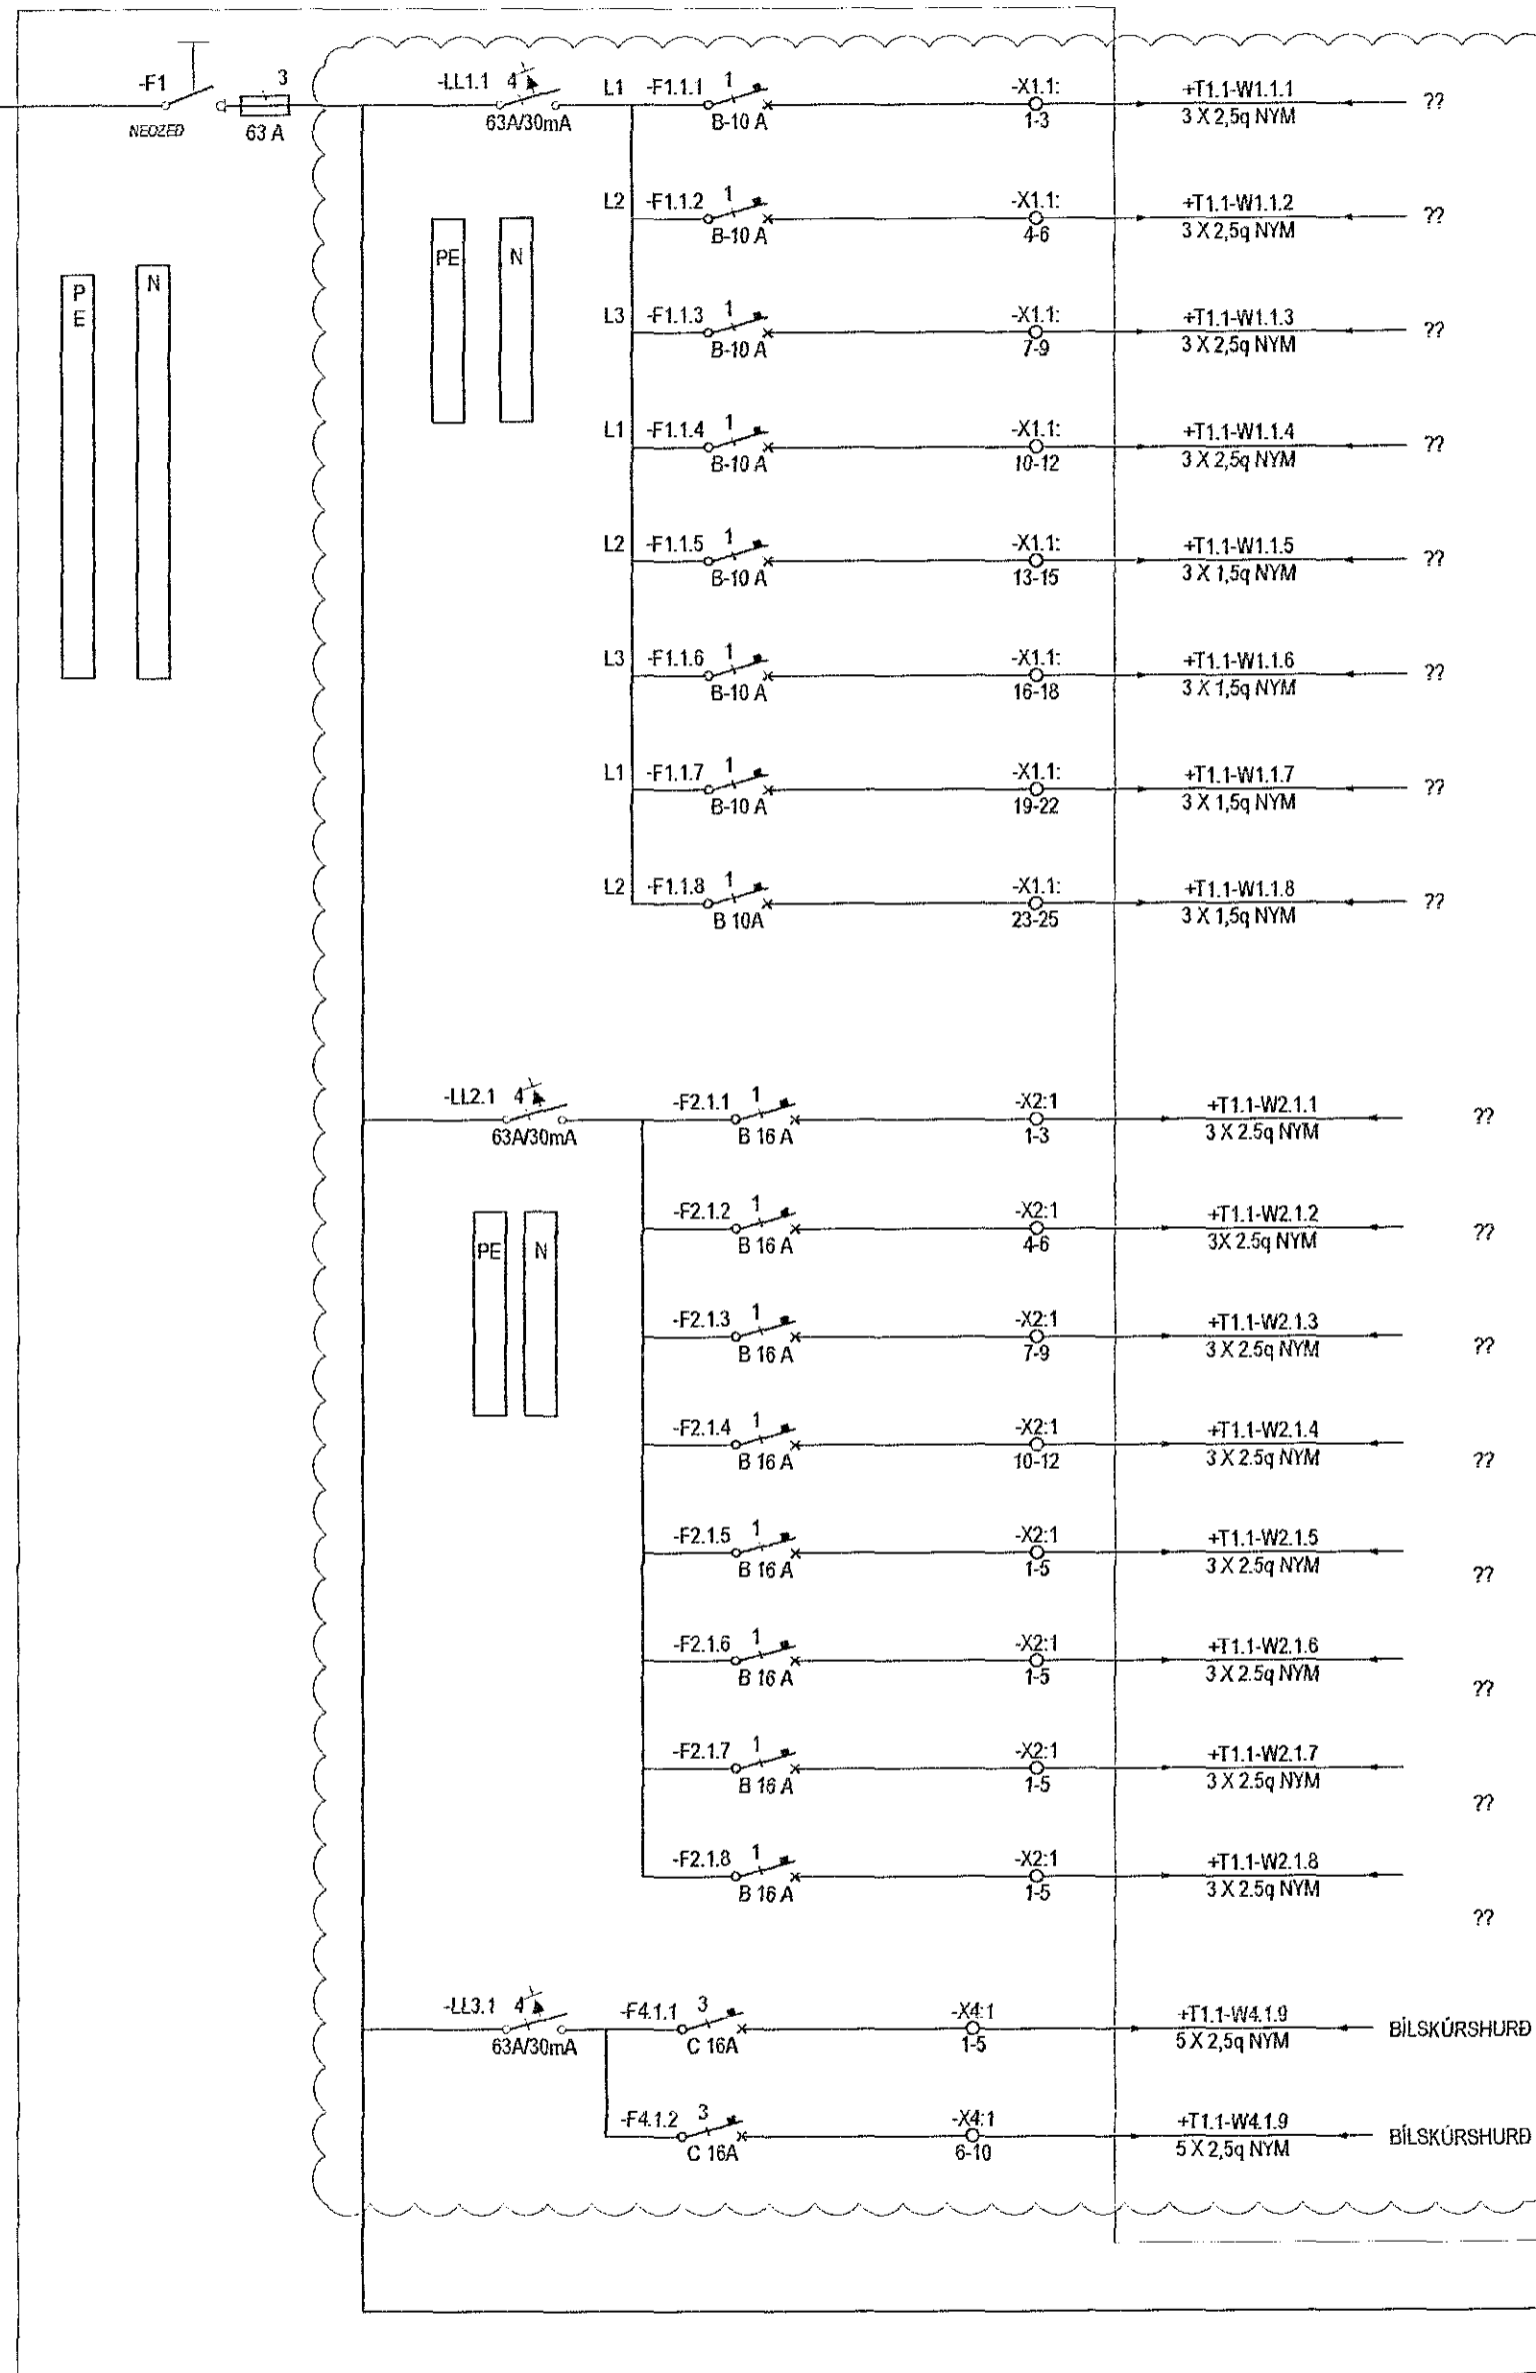 -F1
3
NEOZED
63 A
P
E
N
-LL1.1 4
63A/30mA
PE
N
L1 -F1.1.1 1
B-10 A
-X1.1:
1-3
+T1.1-W1.1.1
3 X 2,5q NYM
??
L2 -F1.1.2 1
B-10 A
-X1.1:
4-6
+T1.1-W1.1.2
3 X 2,5q NYM
??
L3 -F1.1.3 1
B-10 A
-X1.1:
7-9
+T1.1-W1.1.3
3 X 2,5q NYM
??
L1 -F1.1.4 1
B-10 A
-X1.1:
10-12
+T1.1-W1.1.4
3 X 2,5q NYM
??
L2 -F1.1.5 1
B-10 A
-X1.1:
13-15
+T1.1-W1.1.5
3 X 1,5q NYM
??
L3 -F1.1.6 1
B-10 A
-X1.1:
16-18
+T1.1-W1.1.6
3 X 1,5q NYM
??
L1 -F1.1.7 1
B-10 A
-X1.1:
19-22
+T1.1-W1.1.7
3 X 1,5q NYM
??
L2 -F1.1.8 1
B 10A
-X1.1:
23-25
+T1.1-W1.1.8
3 X 1,5q NYM
??
-LL2.1 4
63A/30mA
PE
N
-F2.1.1 1
B 16 A
-X2:1
1-3
+T1.1-W2.1.1
3 X 2.5q NYM
??
-F2.1.2 1
B 16 A
-X2:1
4-6
+T1.1-W2.1.2
3X 2.5q NYM
??
-F2.1.3 1
B 16 A
-X2:1
7-9
+T1.1-W2.1.3
3 X 2.5q NYM
??
-F2.1.4 1
B 16 A
-X2:1
10-12
+T1.1-W2.1.4
3 X 2.5q NYM
??
-F2.1.5 1
B 16 A
-X2:1
1-5
+T1.1-W2.1.5
3 X 2.5q NYM
??
-F2.1.6 1
B 16 A
-X2:1
1-5
+T1.1-W2.1.6
3 X 2.5q NYM
??
-F2.1.7 1
B 16 A
-X2:1
1-5
+T1.1-W2.1.7
3 X 2.5q NYM
??
-F2.1.8 1
B 16 A
-X2:1
1-5
+T1.1-W2.1.8
3 X 2.5q NYM
??
-LL3.1 4
63A/30mA
-F4.1.1 3
C 16A
-X4:1
1-5
+T1.1-W4.1.9
5 X 2,5q NYM
BÍLSKÚRSHURÐ
-F4.1.2 3
C 16A
-X4:1
6-10
+T1.1-W4.1.9
5 X 2,5q NYM
BÍLSKÚRSHURÐ